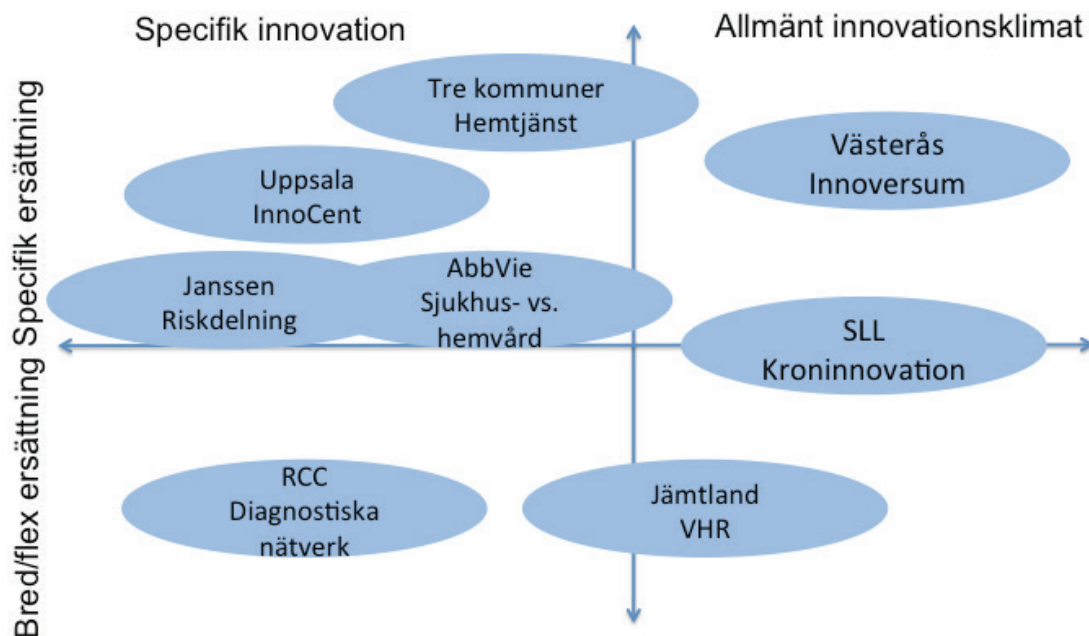 Specifik innovation
Allmänt innovationsklimat
Specifik ersättning
Bred/flex ersättning
Tre kommuner
Hemtjänst
Västerås
Innoversum
Uppsala
InnoCent
Janssen
Riskdelning
AbbVie
Sjukhus- vs.
hemvård
SLL
Kroninnovation
RCC
Diagnostiska
nätverk
Jämtland
VHR